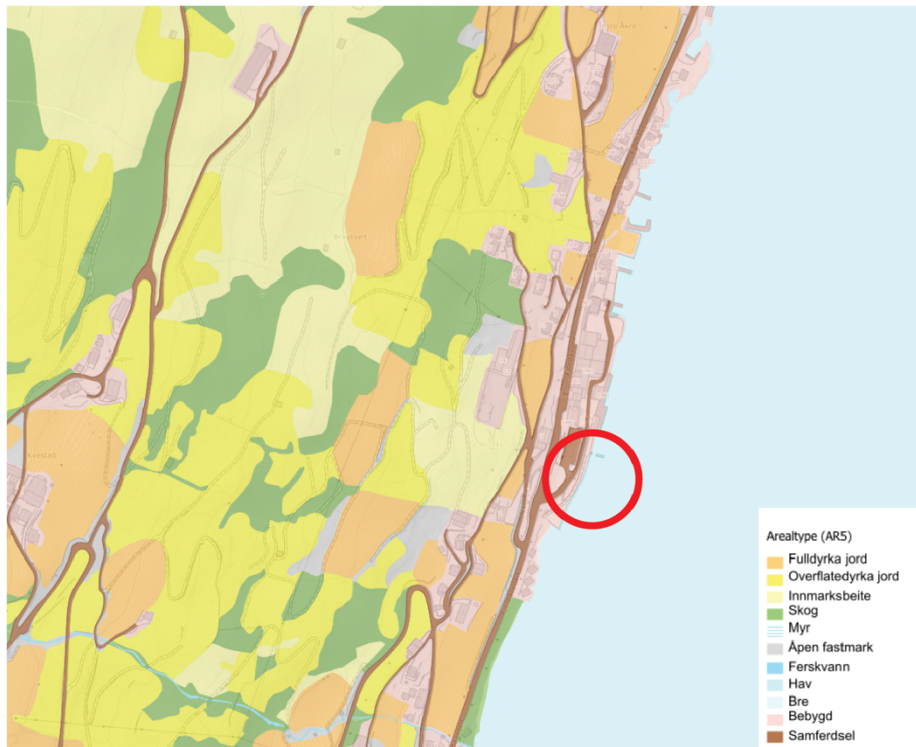 Arealtype (AR5)
Fulldyrka jord
Overflatedyrka jord
Innmarksbeite
Skog
Myr
Åpen fastmark
Ferskvann
Hav
Bre
Bebygd
Samferdsel